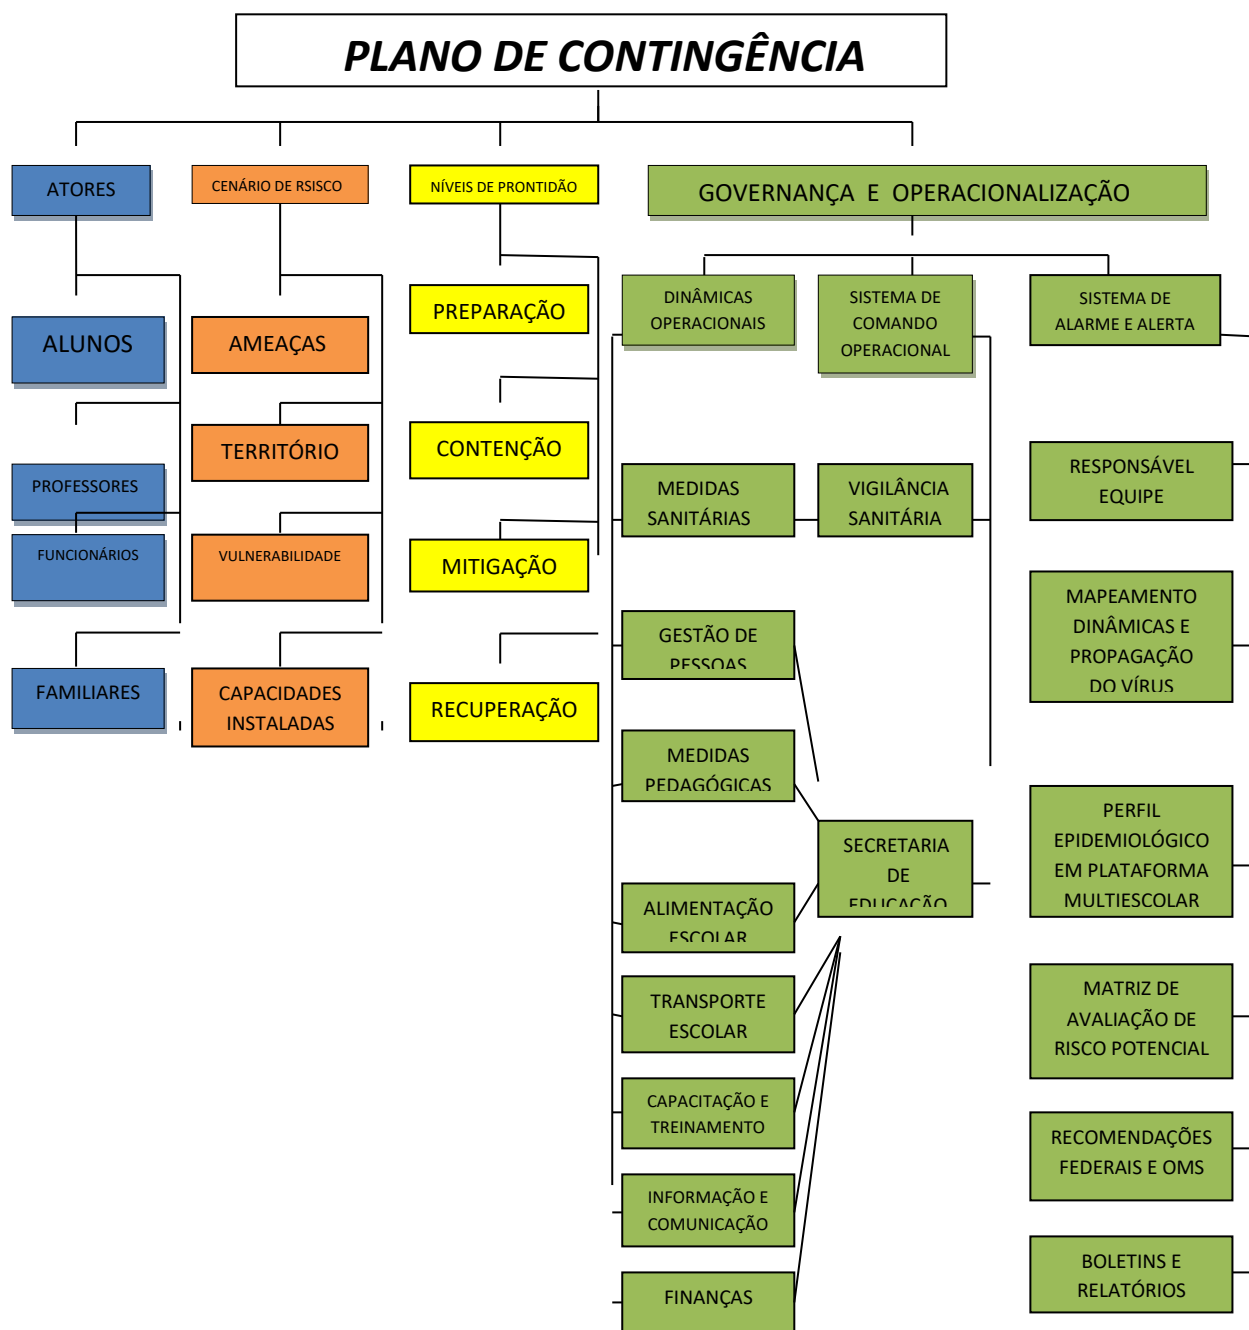 PLANO DE CONTINGÊNCIA
ATORES
CENÁRIO DE RSISCO
NÍVEIS DE PRONTIDÃO
GOVERNANÇA E OPERACIONALIZAÇÃO
ALUNOS
PROFESSORES
FUNCIONÁRIOS
FAMILIARES
AMEAÇAS
TERRITÓRIO
VULNERABILIDADE
CAPACIDADES
INSTALADAS
PREPARAÇÃO
CONTENÇÃO
MITIGAÇÃO
RECUPERAÇÃO
DINÂMICAS
OPERACIONAIS
MEDIDAS
SANITÁRIAS
GESTÃO DE
PESSOAS
MEDIDAS
PEDAGÓGICAS
ALIMENTAÇÃO
ESCOLAR
TRANSPORTE
ESCOLAR
CAPACITAÇÃO E
TREINAMENTO
INFORMAÇÃO E
COMUNICAÇÃO
FINANÇAS
SISTEMA DE
COMANDO
OPERACIONAL
VIGILÂNCIA
SANITÁRIA
SECRETARIA
DE
EDUCAÇÃO
SISTEMA DE
ALARME E ALERTA
RESPONSÁVEL
EQUIPE
MAPEAMENTO
DINÂMICAS E
PROPAGAÇÃO
DO VÍRUS
PERFIL
EPIDEMIOLÓGICO
EM PLATAFORMA
MULTIESCOLAR
MATRIZ DE
AVALIAÇÃO DE
RISCO POTENCIAL
RECOMENDAÇÕES
FEDERAIS E OMS
BOLETINS E
RELATÓRIOS